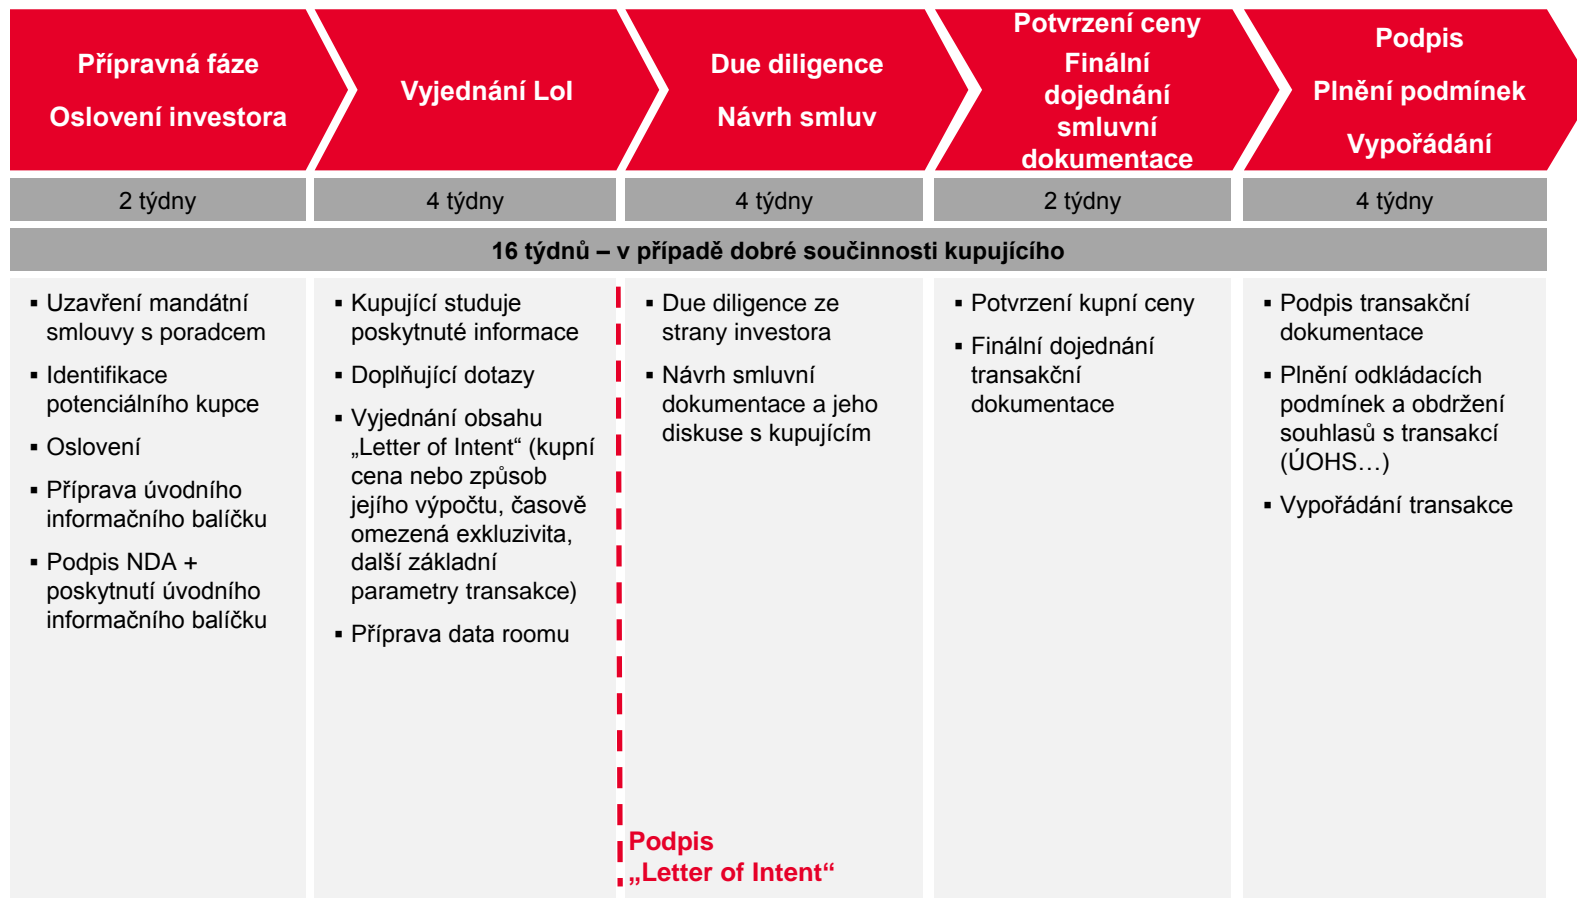 Přípravná fáze
Oslovení investora
Vyjednání LoI
Due diligence
Návrh smluv
Potvrzení ceny
Finální
dojednání
smluvní
dokumentace
Podpis
Plnění podmínek
Vypořádání
2 týdny
4 týdny
4 týdny
2 týdny
4 týdny
16 týdnů – v případě dobré součinnosti kupujícího
▪ Uzavření mandátní
smlouvy s poradcem
▪ Identifikace
potenciálního kupce
▪ Oslovení
▪ Příprava úvodního
informačního balíčku
▪ Podpis NDA +
poskytnutí úvodního
informačního balíčku
▪ Kupující studuje
poskytnuté informace
▪ Doplňující dotazy
▪ Vyjednání obsahu
„Letter of Intent“ (kupní
cena nebo způsob
jejího výpočtu, časově
omezená exkluzivita,
další základní
parametry transakce)
▪ Příprava data roomu
▪ Due diligence ze
strany investora
▪ Návrh smluvní
dokumentace a jeho
diskuse s kupujícím
Podpis
„Letter of Intent“
▪ Potvrzení kupní ceny
▪ Finální dojednání
transakční
dokumentace
▪ Podpis transakční
dokumentace
▪ Plnění odkládacích
podmínek a obdržení
souhlasů s transakcí
(ÚOHS…)
▪ Vypořádání transakce